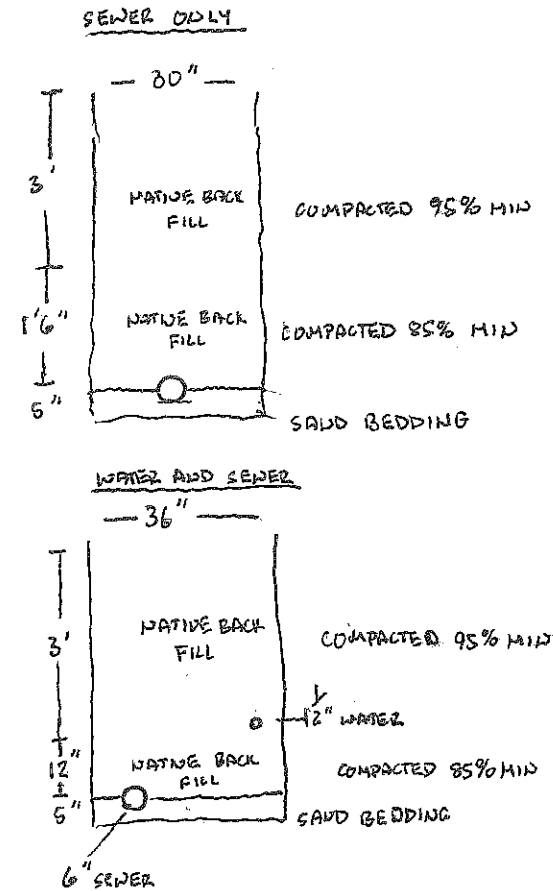 SEWER ONLY
30"
3'
NATIVE BACK
FILL
COMPACTED 95% MIN
1'6"
NATIVE BACK
FILL
COMPACTED 85% MIN
5"
SAND BEDDING
WATER AND SEWER
36"
3'
NATIVE BACK
FILL
COMPACTED 95% MIN
WATER
12"
NATIVE BACK
FILL
COMPACTED 85% MIN
5"
SAND BEDDING
6" SEWER